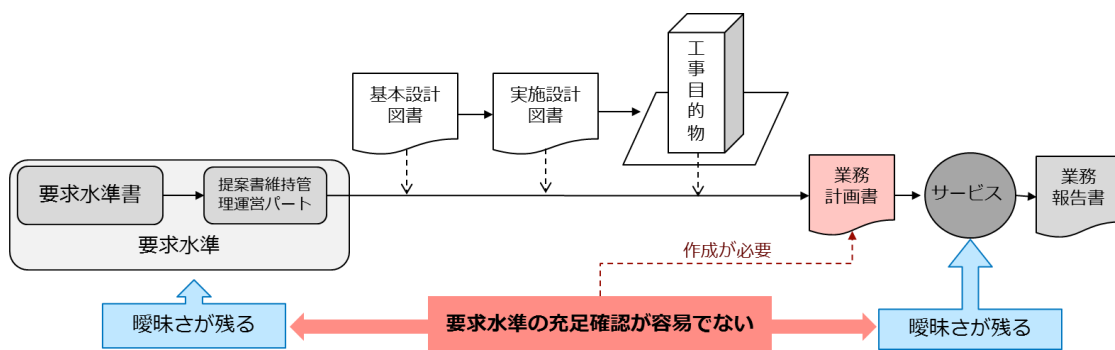 工
事
目
的
物
基本設計
図書
実施設計
図書
要求水準書
提案書維持管
理運営パート
要求水準
業務
計画書
サービス
業務
報告書
作成が必要
曖昧さが残る
要求水準の充足確認が容易でない
曖昧さが残る